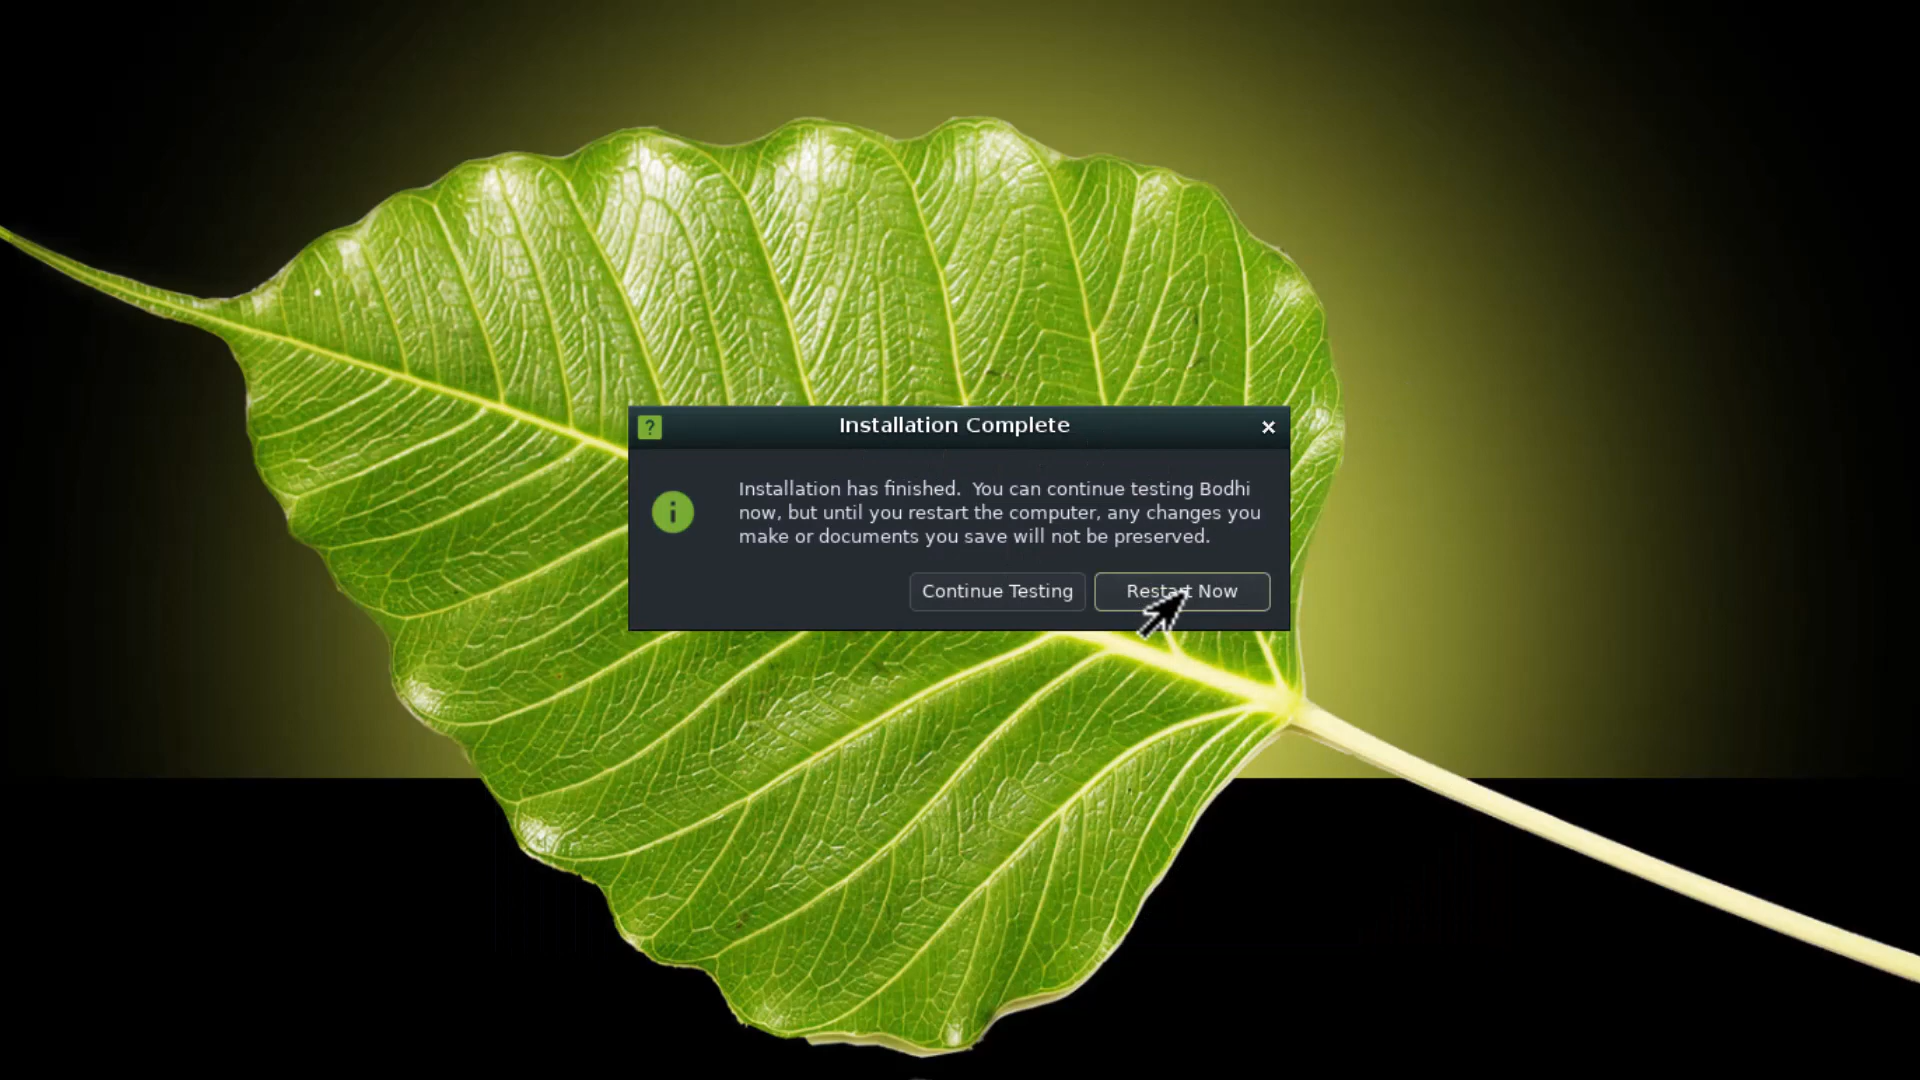 Installation Complete
Installation has finished.  You can continue testing Bodhi
now, but until you restart the computer, any changes you
make or documents you save will not be preserved.
Continue Testing
Restart Now